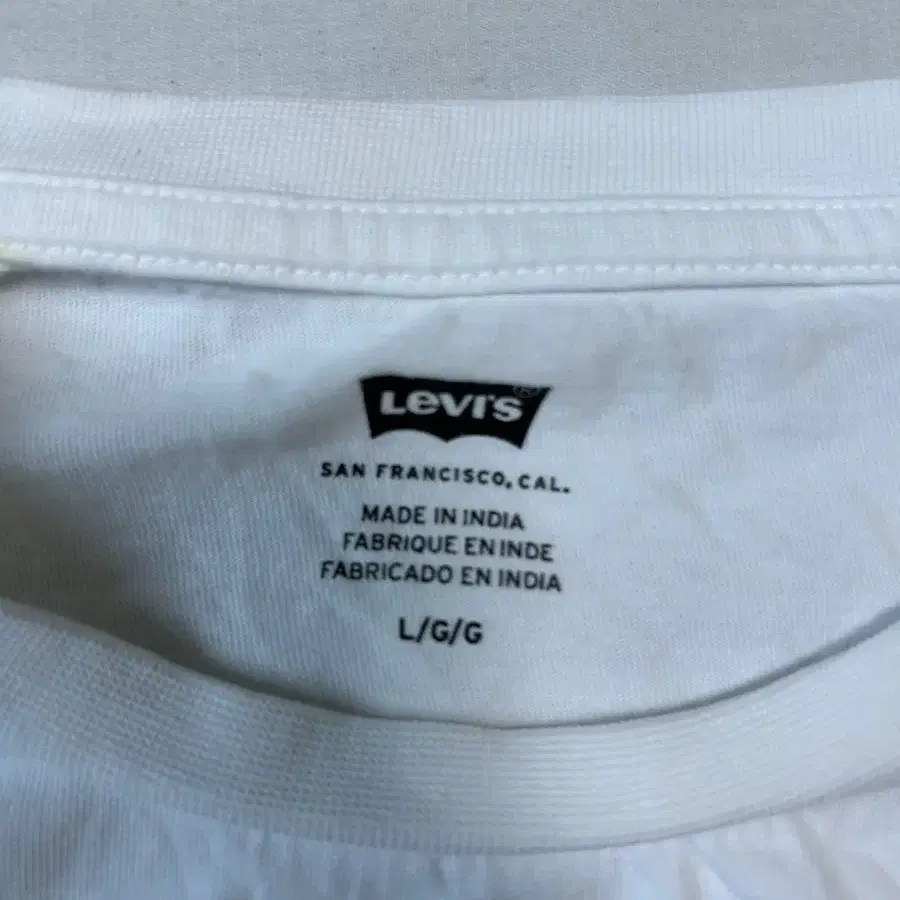 Levi's®
SAN FRANCISCO, CAL.
MADE IN INDIA
FABRIQUE EN INDE
FABRICADO EN INDIA
L/G/G